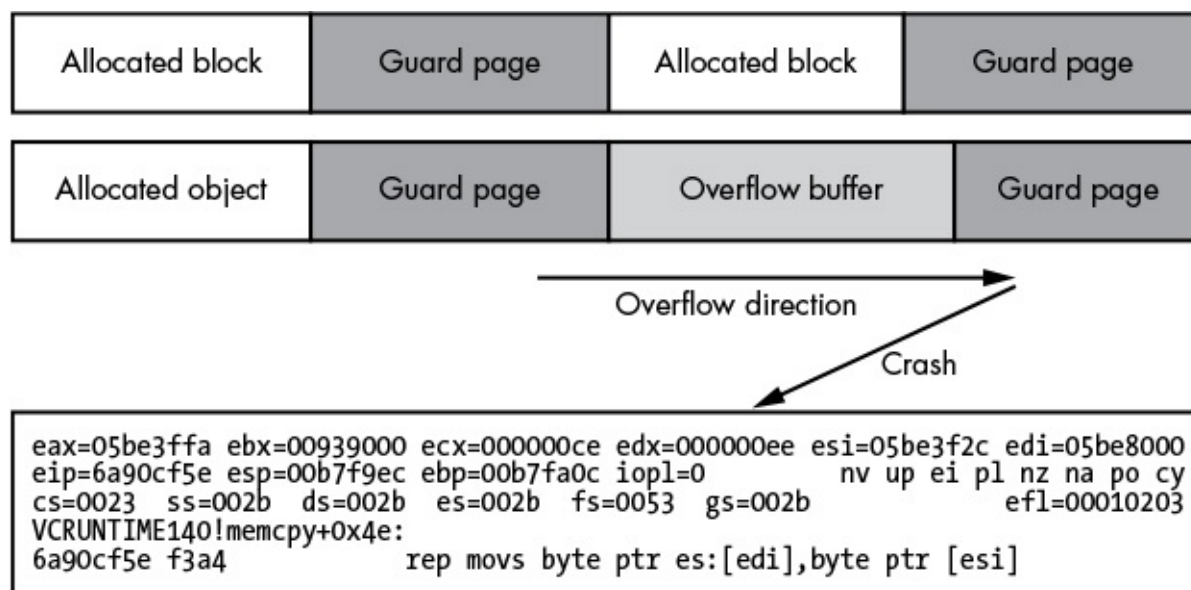 Allocated block Guard page Allocated block Guard page
Allocated object Guard page Overflow buffer Guard page
Overflow direction
Crash
eax=05be3ffa ebx=00939000 ecx=000000ce edx=000000ee esi=05be3f2c edi=05be8000
eip=6a90cf5e esp=00b7f9ec ebp=00b7fa0c iopl=0 nv up ei pl nz na po cy
cs=0023 ss=002b ds=002b es=002b fs=0053 gs=002b efl=00010203
VCRUNTIME140!memcpy+0x4e:
6a90cf5e f3a4 rep movs byte ptr es:[edi],byte ptr [esi]